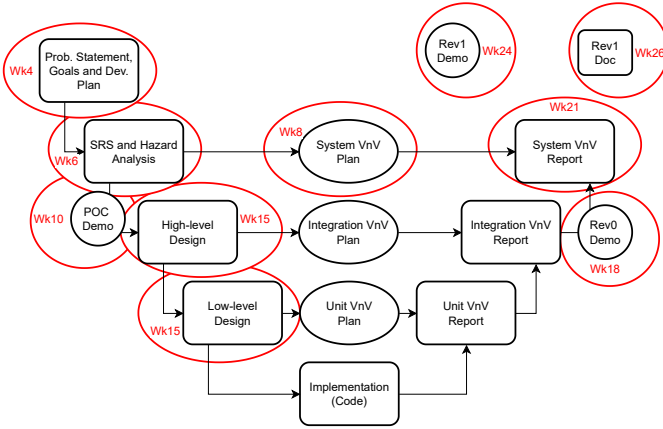 Wk4
Prob. Statement,
Goals and Dev.
Plan
Rev1
Demo
Wk24
Rev1
Doc
Wk26
Wk6
SRS and Hazard
Analysis
Wk8
System VnV
Plan
Wk21
System VnV
Report
Wk10
POC
Demo
High-level
Design
Wk15
Integration VnV
Plan
Integration VnV
Report
Rev0
Demo
Wk18
Wk15
Low-level
Design
Unit VnV
Plan
Unit VnV
Report
Implementation
(Code)